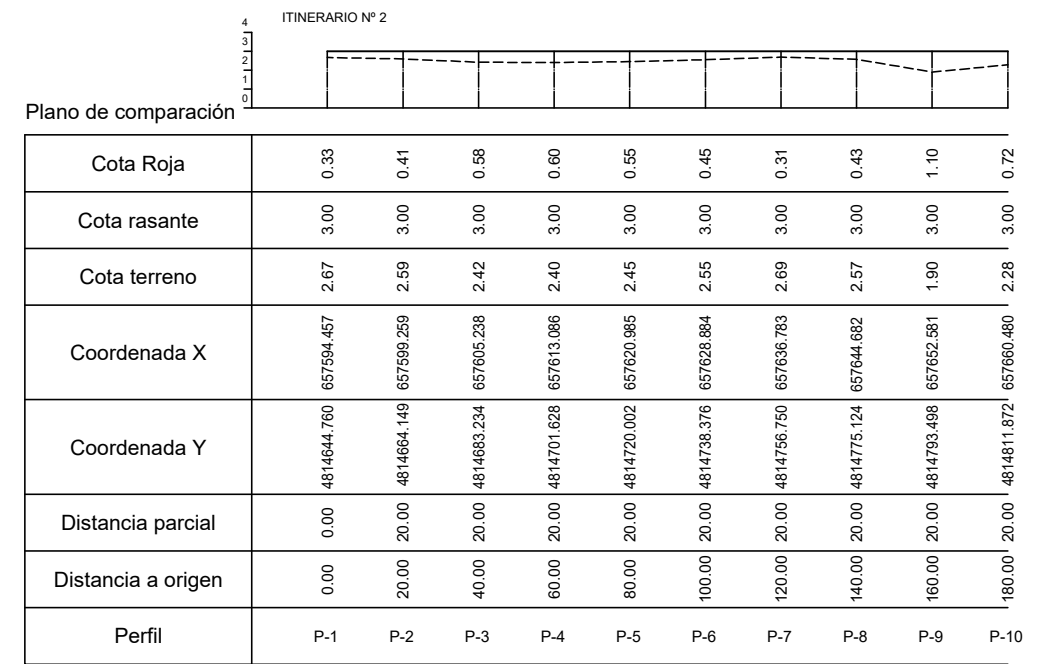 ITINERARIO Nº 2
4
3
2
1
0
Plano de comparación
Cota Roja 0.33 0.41 0.58 0.60 0.55 0.45 0.31 0.43 1.10 0.72
Cota rasante 3.00 3.00 3.00 3.00 3.00 3.00 3.00 3.00 3.00 3.00
Cota terreno 2.67 2.59 2.42 2.40 2.45 2.55 2.69 2.57 1.90 2.28
Coordenada X 657594.457 657599.259 657605.238 657613.086 657620.985 657628.884 657636.783 657644.682 657652.581 657660.480
Coordenada Y 4814644.760 4814664.149 4814683.234 4814701.628 4814720.002 4814738.376 4814756.750 4814775.124 4814793.498 4814811.872
Distancia parcial 0.00 20.00 20.00 20.00 20.00 20.00 20.00 20.00 20.00 20.00
Distancia a origen 0.00 20.00 40.00 60.00 80.00 100.00 120.00 140.00 160.00 180.00
Perfil P-1 P-2 P-3 P-4 P-5 P-6 P-7 P-8 P-9 P-10